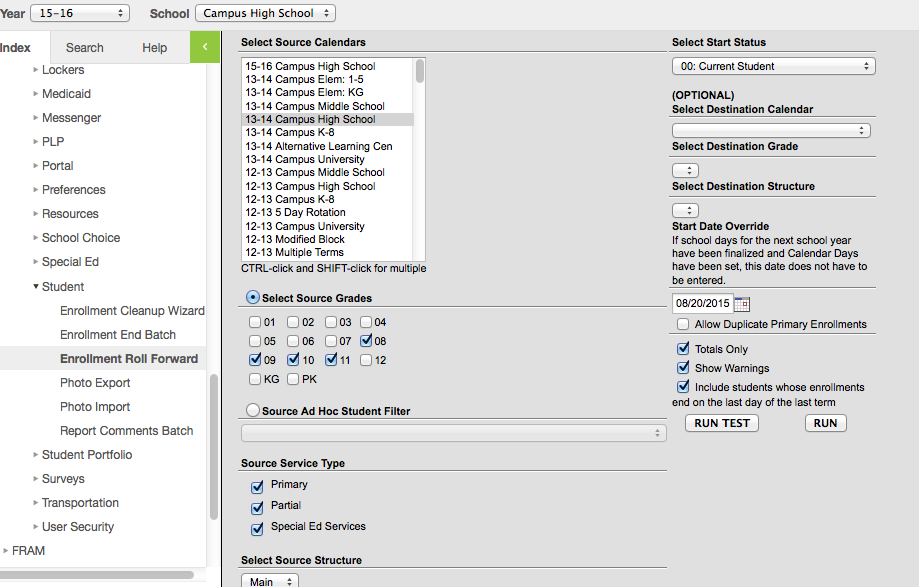 Year 15-16 School Campus High School
Index Search Help <
Lockers
Medicaid
Messenger
PLP
Portal
Preferences
Resources
School Choice
Special Ed
Student
Enrollment Cleanup Wizard
Enrollment End Batch
Enrollment Roll Forward
Photo Export
Photo Import
Report Comments Batch
Student Portfolio
Surveys
Transportation
User Security
FRAM
Select Source Calendars
15-16 Campus High School
13-14 Campus Elem: 1-5
13-14 Campus Elem: KG
13-14 Campus Middle School
13-14 Campus High School
13-14 Campus K-8
13-14 Alternative Learning Cen
13-14 Campus University
12-13 Campus Middle School
12-13 Campus High School
12-13 Campus K-8
12-13 5 Day Rotation
12-13 Campus University
12-13 Modified Block
12-13 Multiple Terms
CTRL-click and SHIFT-click for multiple
Select Source Grades
01 02 03 04
05 06 07 08
09 10 11 12
KG PK
Source Ad Hoc Student Filter
Source Service Type
Primary
Partial
Special Ed Services
Select Source Structure
Main
Select Start Status
00: Current Student
(OPTIONAL)
Select Destination Calendar
Select Destination Grade
Select Destination Structure
Start Date Override
If school days for the next school year
have been finalized and Calendar Days
have been set, this date does not have to
be entered.
08/20/2015
Allow Duplicate Primary Enrollments
Totals Only
Show Warnings
Include students whose enrollments
end on the last day of the last term
RUN TEST RUN